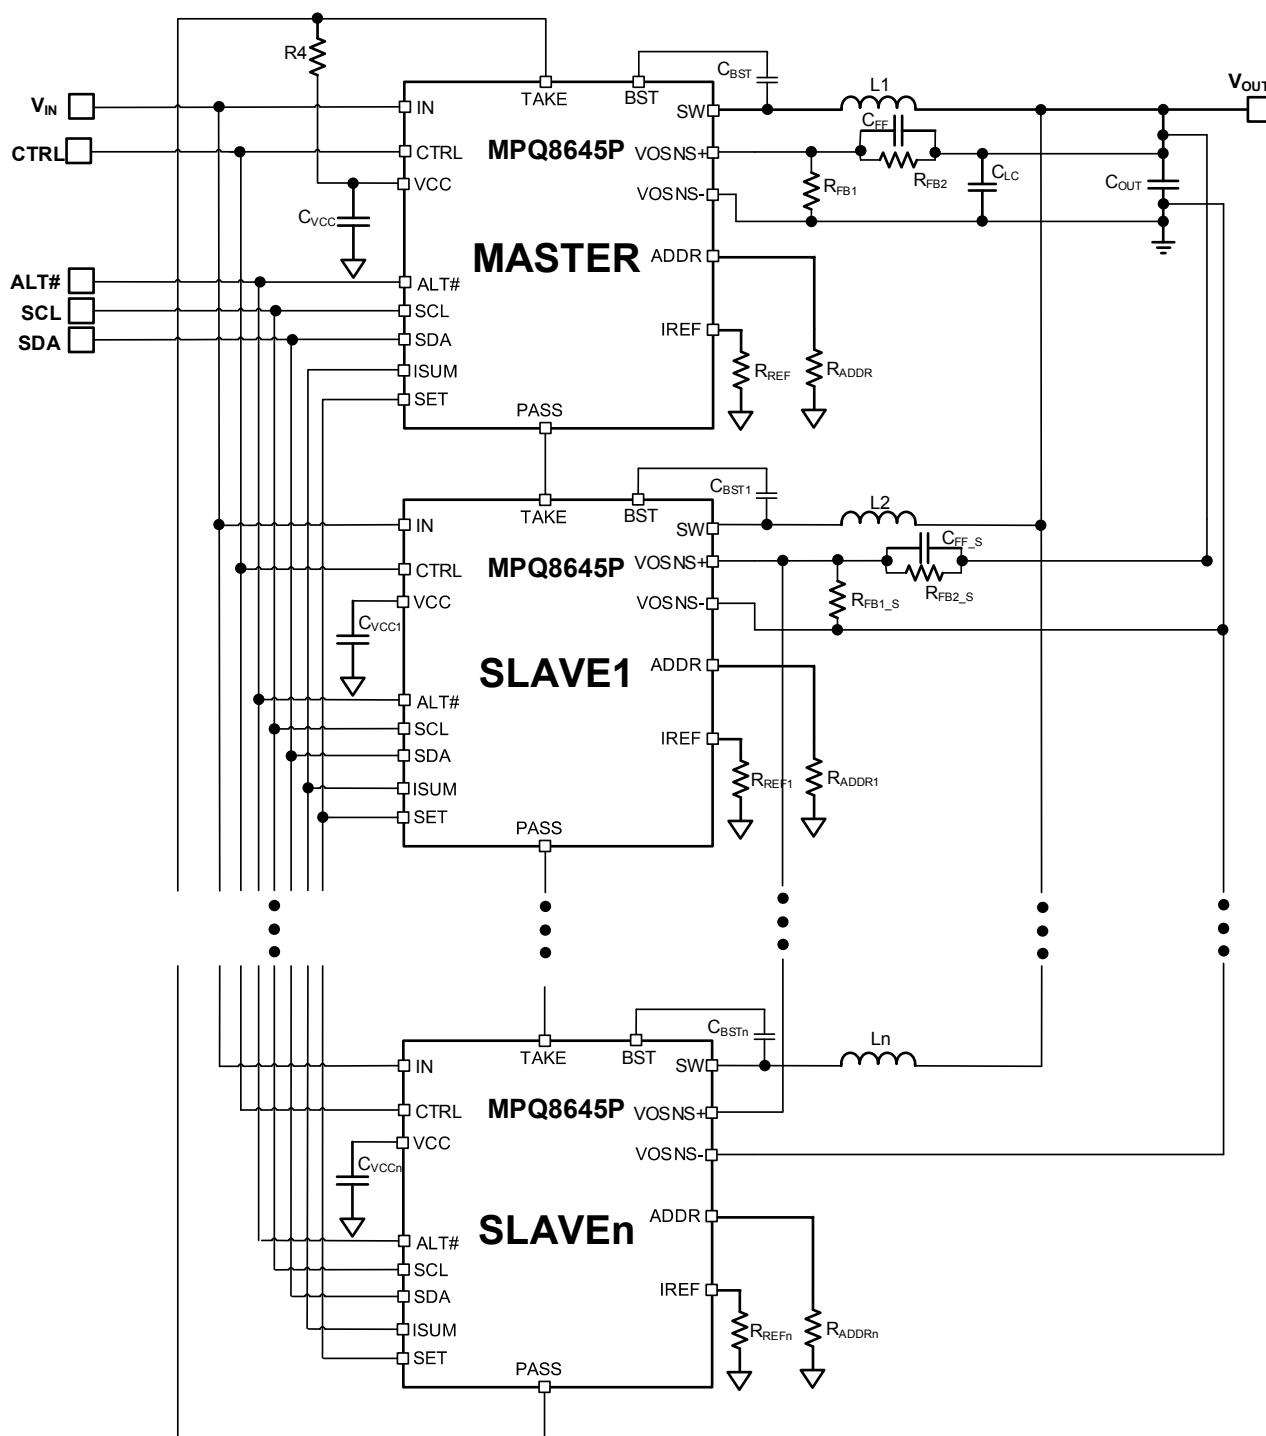 R4
CBST
L1
VIN
VOUT
IN
TAKE
BST
SW
CFF
CTRL
CTRL
MPQ8645P
VOSNS+
VCC
RFB1
RFB2
CLC
COUT
VOSNS-
CVCC
MASTER
ADDR
ALT#
ALT#
SCL
SCL
IREF
SDA
SDA
RREF
RADDR
ISUM
SET
PASS
CBST1
L2
TAKE
BST
IN
SW
CFF_S
CTRL
MPQ8645P
VOSNS+
VCC
RFB1_S
RFB2_S
VOSNS-
CVCC1
SLAVE1
ADDR
ALT#
SCL
IREF
SDA
RREF1
RADDR1
ISUM
SET
PASS
CBSTn
Ln
TAKE
BST
IN
SW
CTRL
MPQ8645P
VOSNS+
VCC
VOSNS-
CVCCn
SLAVEn
ADDR
ALT#
SCL
IREF
SDA
RREFn
RADDRn
ISUM
SET
PASS